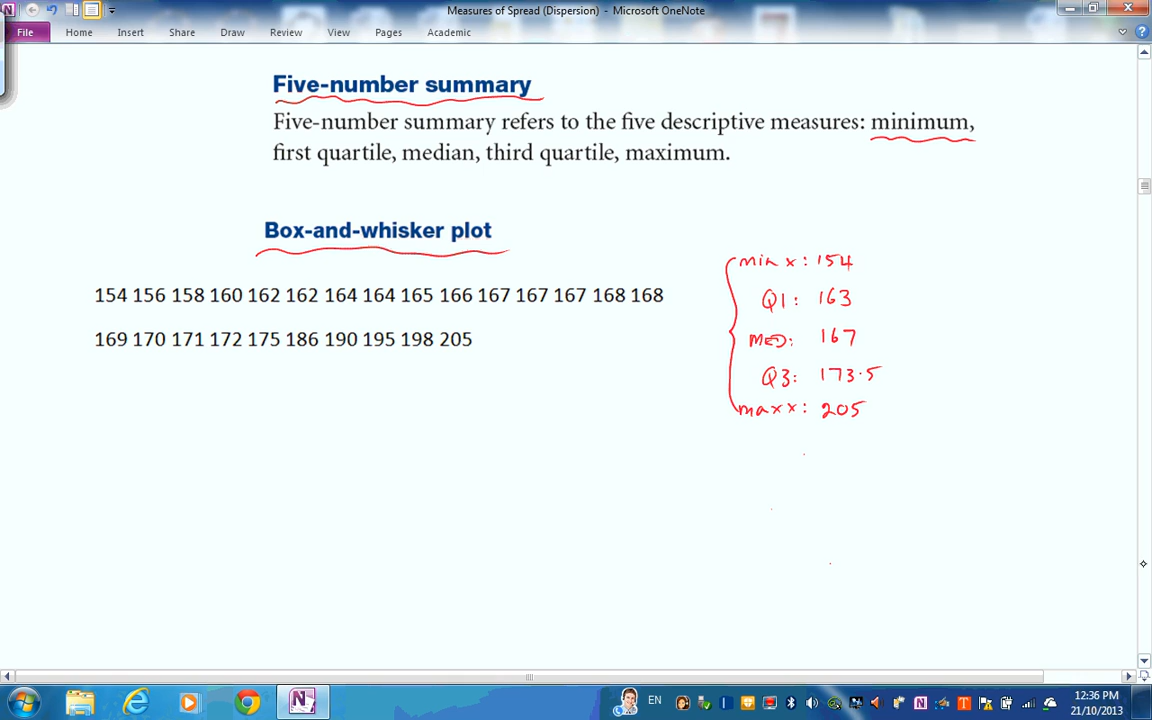 Measures of Spread (Dispersion) - Microsoft OneNote
File Home Insert Share Draw Review View Pages Academic
Five-number summary
Five-number summary refers to the five descriptive measures: minimum,
first quartile, median, third quartile, maximum.
Box-and-whisker plot
154 156 158 160 162 162 164 164 165 166 167 167 167 168 168
169 170 171 172 175 186 190 195 198 205
min x : 154
Q1 : 163
MED : 167
Q3 : 173.5
max x : 205
EN
12:36 PM
21/10/2013